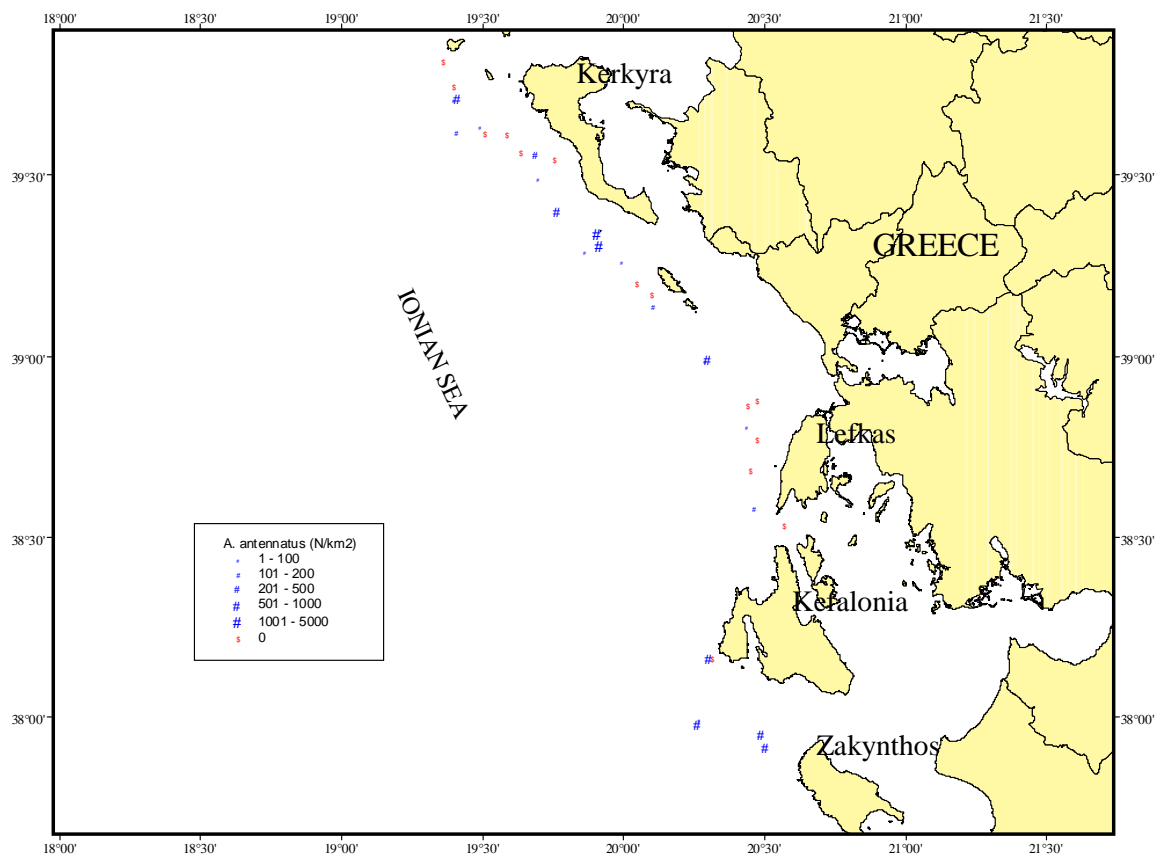 18°00' 18°30' 19°00' 19°30' 20°00' 20°30' 21°00' 21°30'
Kerkyra
39°30' 39°30'
GREECE
IONIAN SEA
39°00' 39°00'
Lefkas
38°30' 38°30'
A. antennatus (N/km2)
# 1 - 100
# 101 - 200
# 201 - 500
# 501 - 1000
# 1001 - 5000
$ 0
Kefalonia
38°00' 38°00'
Zakynthos
18°00' 18°30' 19°00' 19°30' 20°00' 20°30' 21°00' 21°30'